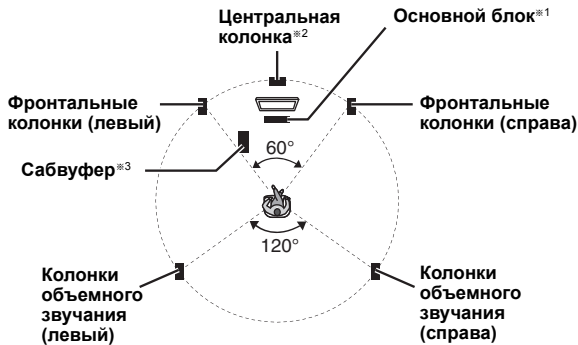 Центральная
колонка※2
Основной блок※1
Фронтальные
колонки (левый)
Фронтальные
колонки (справа)
Сабвуфер※3
60°
120°
Колонки
объемного
звучания
(левый)
Колонки
объемного
звучания
(справа)